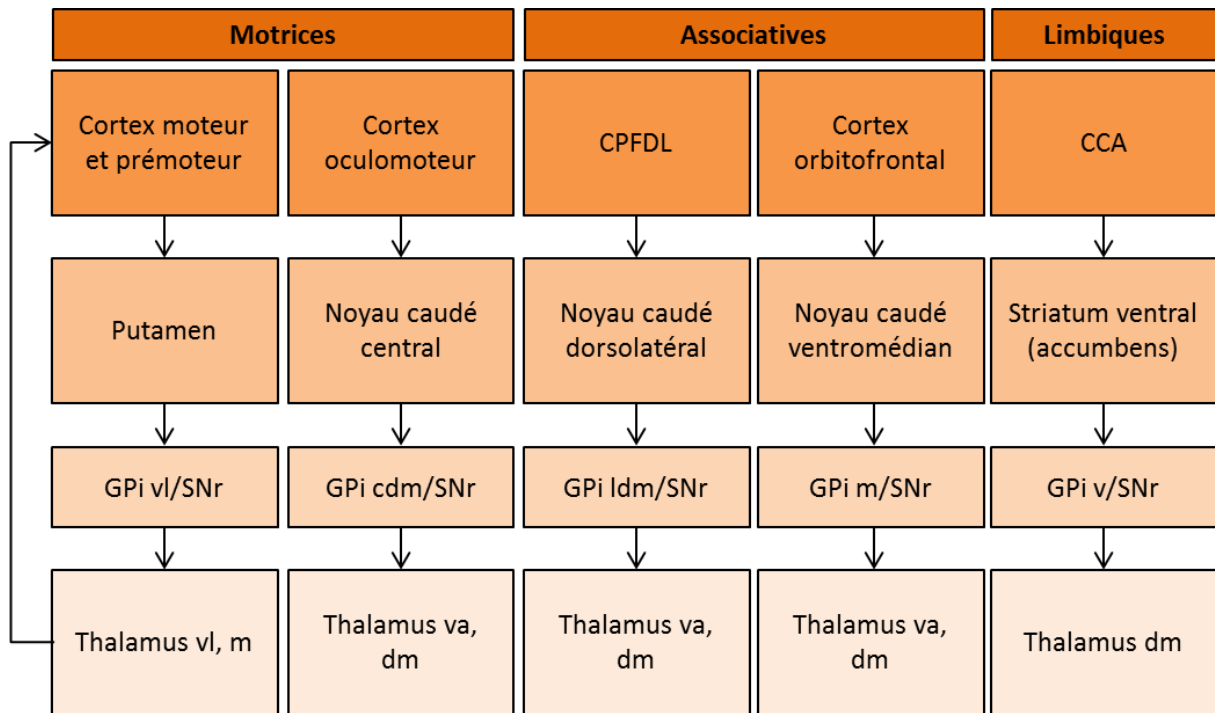 Motrices
Associatives
Limbiques
Cortex moteur
et prémoteur
Cortex
oculomoteur
CPFDL
Cortex
orbitofrontal
CCA
Putamen
Noyau caudé
central
Noyau caudé
dorsolatéral
Noyau caudé
ventromédian
Striatum ventral
(accumbens)
GPi vl/SNr
GPi cdm/SNr
GPi ldm/SNr
GPi m/SNr
GPi v/SNr
Thalamus vl, m
Thalamus va,
dm
Thalamus va,
dm
Thalamus va,
dm
Thalamus dm